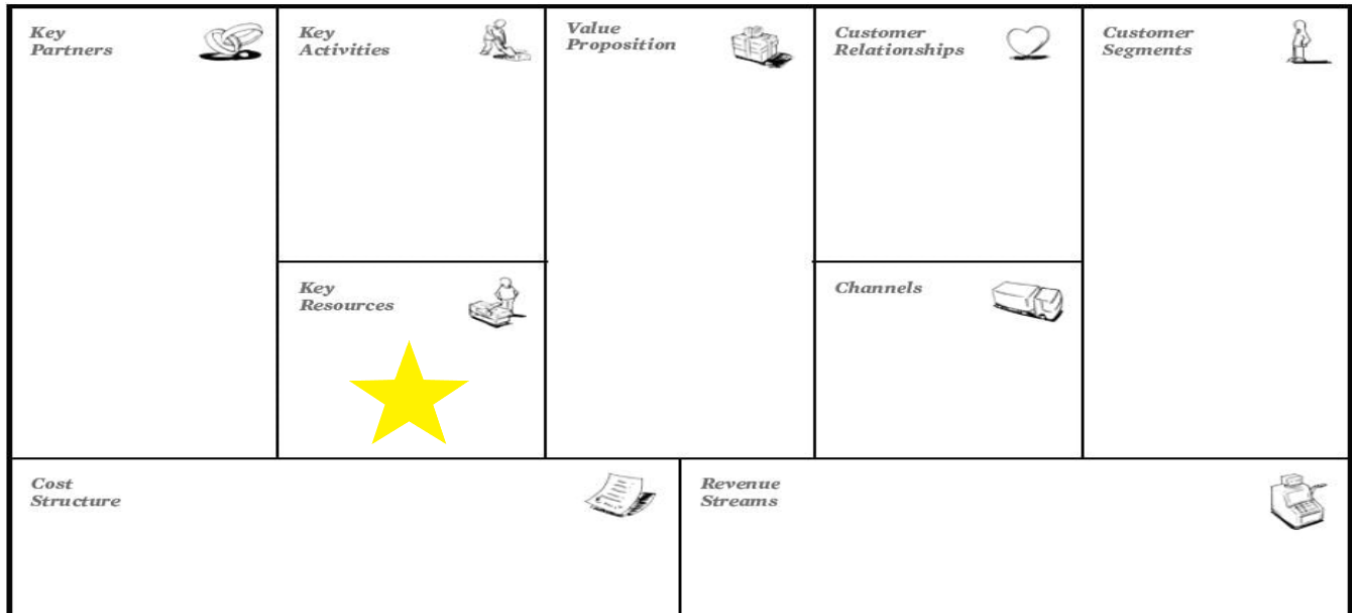 Key
Partners
Key
Activities
Value
Proposition
Customer
Relationships
Customer
Segments
Key
Resources
Channels
Cost
Structure
Revenue
Streams